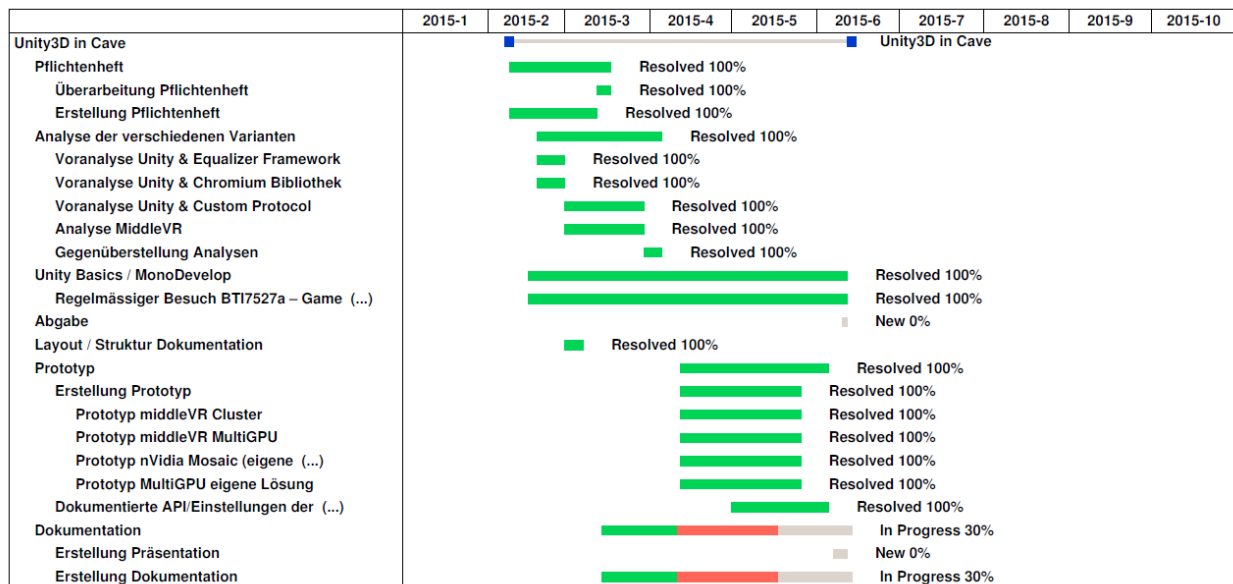 2015-1 2015-2 2015-3 2015-4 2015-5 2015-6 2015-7 2015-8 2015-9 2015-10
Unity3D in Cave Unity3D in Cave
Pflichtenheft Resolved 100%
Überarbeitung Pflichtenheft Resolved 100%
Erstellung Pflichtenheft Resolved 100%
Analyse der verschiedenen Varianten Resolved 100%
Voranalyse Unity & Equalizer Framework Resolved 100%
Voranalyse Unity & Chromium Bibliothek Resolved 100%
Voranalyse Unity & Custom Protocol Resolved 100%
Analyse MiddleVR Resolved 100%
Gegenüberstellung Analysen Resolved 100%
Unity Basics / MonoDevelop Resolved 100%
Regelmässiger Besuch BTI7527a – Game (...) Resolved 100%
Abgabe New 0%
Layout / Struktur Dokumentation Resolved 100%
Prototyp Resolved 100%
Erstellung Prototyp Resolved 100%
Prototyp middleVR Cluster Resolved 100%
Prototyp middleVR MultiGPU Resolved 100%
Prototyp nVidia Mosaic (eigene (...) Resolved 100%
Prototyp MultiGPU eigene Lösung Resolved 100%
Dokumentierte API/Einstellungen der (...) Resolved 100%
Dokumentation In Progress 30%
Erstellung Präsentation New 0%
Erstellung Dokumentation In Progress 30%